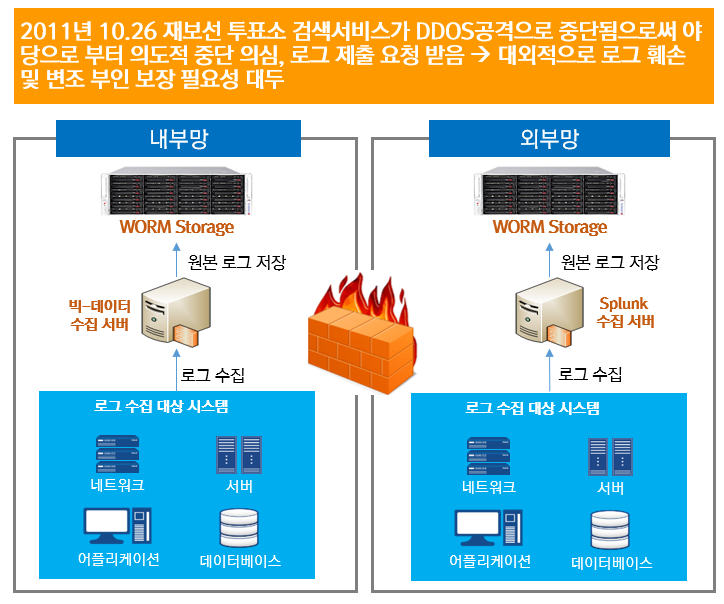 2011년 10.26 재보선 투표소 검색서비스가 DDOS공격으로 중단됨으로써 야
당으로 부터 의도적 중단 의심, 로그 제출 요청 받음 → 대외적으로 로그 훼손
및 변조 부인 보장 필요성 대두
내부망
WORM Storage
원본 로그 저장
빅-데이터
수집 서버
로그 수집
로그 수집 대상 시스템
네트워크
서버
어플리케이션
데이터베이스
외부망
WORM Storage
원본 로그 저장
Splunk
수집 서버
로그 수집
로그 수집 대상 시스템
네트워크
서버
어플리케이션
데이터베이스